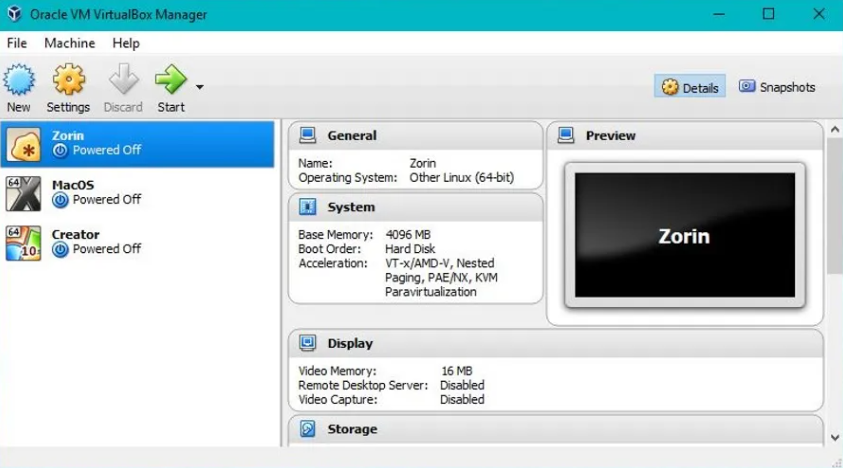 Oracle VM VirtualBox Manager
File Machine Help
New Settings Discard Start
Details Snapshots
Zorin
Powered Off
64
MacOS
Powered Off
64
10
Creator
Powered Off
General
Name: Zorin
Operating System: Other Linux (64-bit)
System
Base Memory: 4096 MB
Boot Order: Hard Disk
Acceleration: VT-x/AMD-V, Nested
Paging, PAE/NX, KVM
Paravirtualization
Preview
Zorin
Display
Video Memory: 16 MB
Remote Desktop Server: Disabled
Video Capture: Disabled
Storage